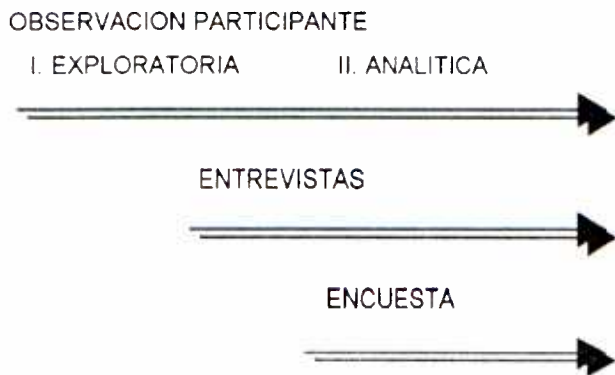 OBSERVACION PARTICIPANTE
I. EXPLORATORIA II. ANALITICA
ENTREVISTAS
ENCUESTA